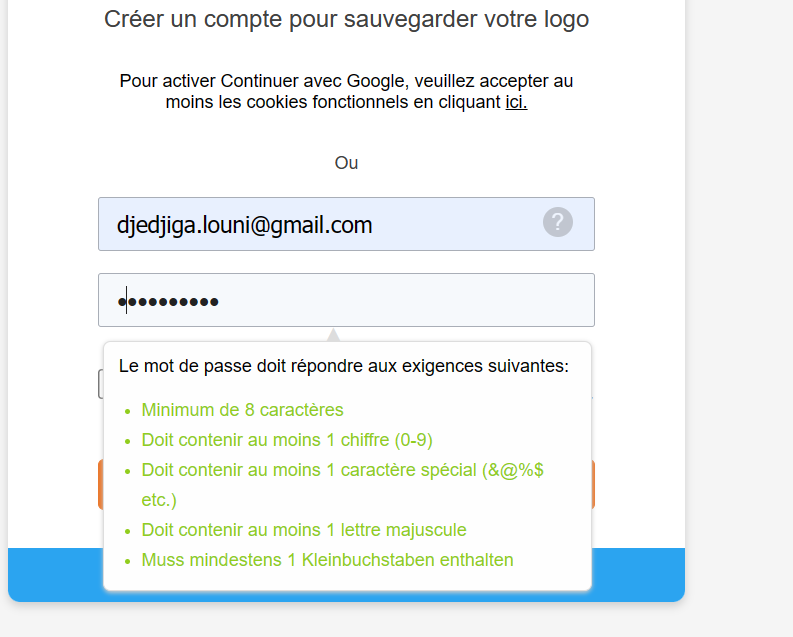 Créer un compte pour sauvegarder votre logo
Pour activer Continuer avec Google, veuillez accepter au
moins les cookies fonctionnels en cliquant ici.
Ou
djedjiga.louni@gmail.com
?
••••••••••
Le mot de passe doit répondre aux exigences suivantes:
• Minimum de 8 caractères
• Doit contenir au moins 1 chiffre (0-9)
• Doit contenir au moins 1 caractère spécial (&@%$
etc.)
• Doit contenir au moins 1 lettre majuscule
• Muss mindestens 1 Kleinbuchstaben enthalten